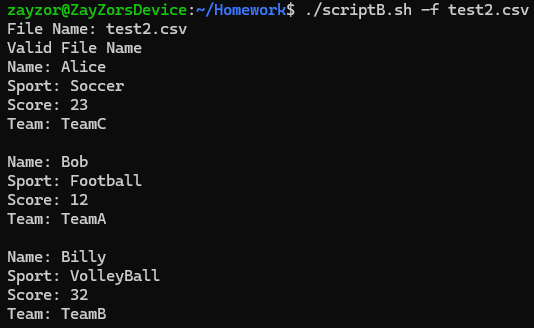 zayzor@ZayZorsDevice:~/Homework$ ./scriptB.sh -f test2.csv
File Name: test2.csv
Valid File Name
Name: Alice
Sport: Soccer
Score: 23
Team: TeamC

Name: Bob
Sport: Football
Score: 12
Team: TeamA

Name: Billy
Sport: VolleyBall
Score: 32
Team: TeamB